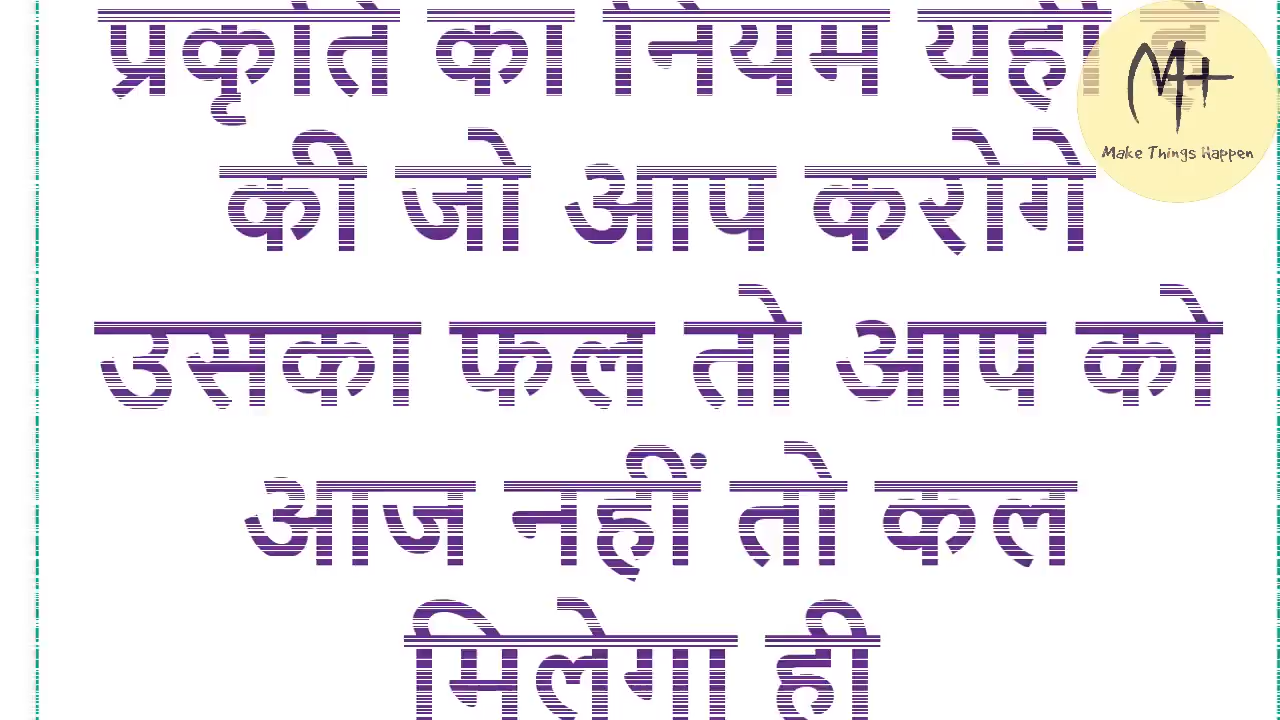 प्रकृति का नियम यही है
की जो आप करोगे
उसका फल तो आप को
आज नहीं तो कल
मिलेगा ही
M+
Make Things Happen